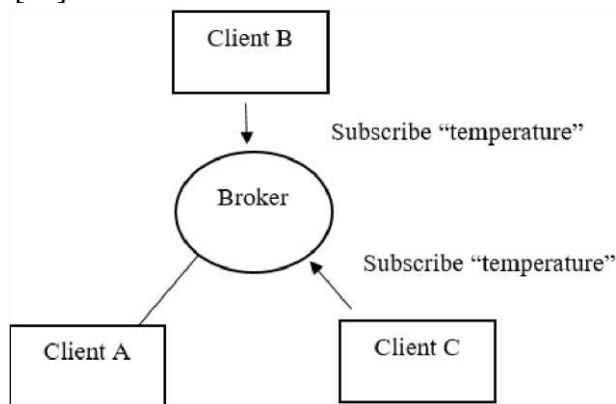 Client B
Subscribe “temperature”
Broker
Subscribe “temperature”
Client A
Client C